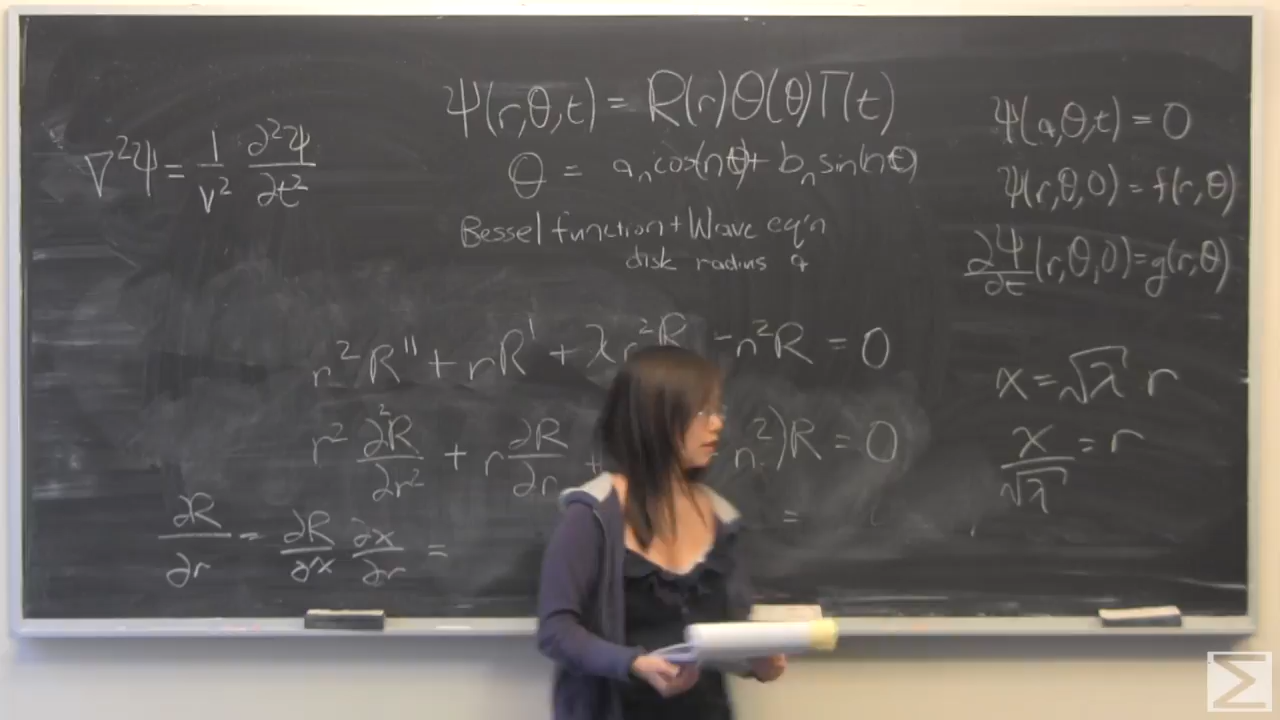 ∇²Ψ = 1/v² ∂²Ψ/∂t²
Ψ(r,θ,t) = R(r)Θ(θ)T(t)
Θ = aₙcos(nθ)+ bₙsin(nθ)
Bessel function + Wave eq'n
disk radius a
Ψ(a,θ,t) = 0
Ψ(r,θ,0) = f(r,θ)
∂Ψ/∂t (r,θ,0) = g(r,θ)
r²R'' + rR' + λr²R - n²R = 0
r² ∂²R/∂r² + r ∂R/∂r + n²)R = 0
=
∂R/∂r = ∂R/∂x ∂x/∂r =
x = √λ r
x/√λ = r
Σ